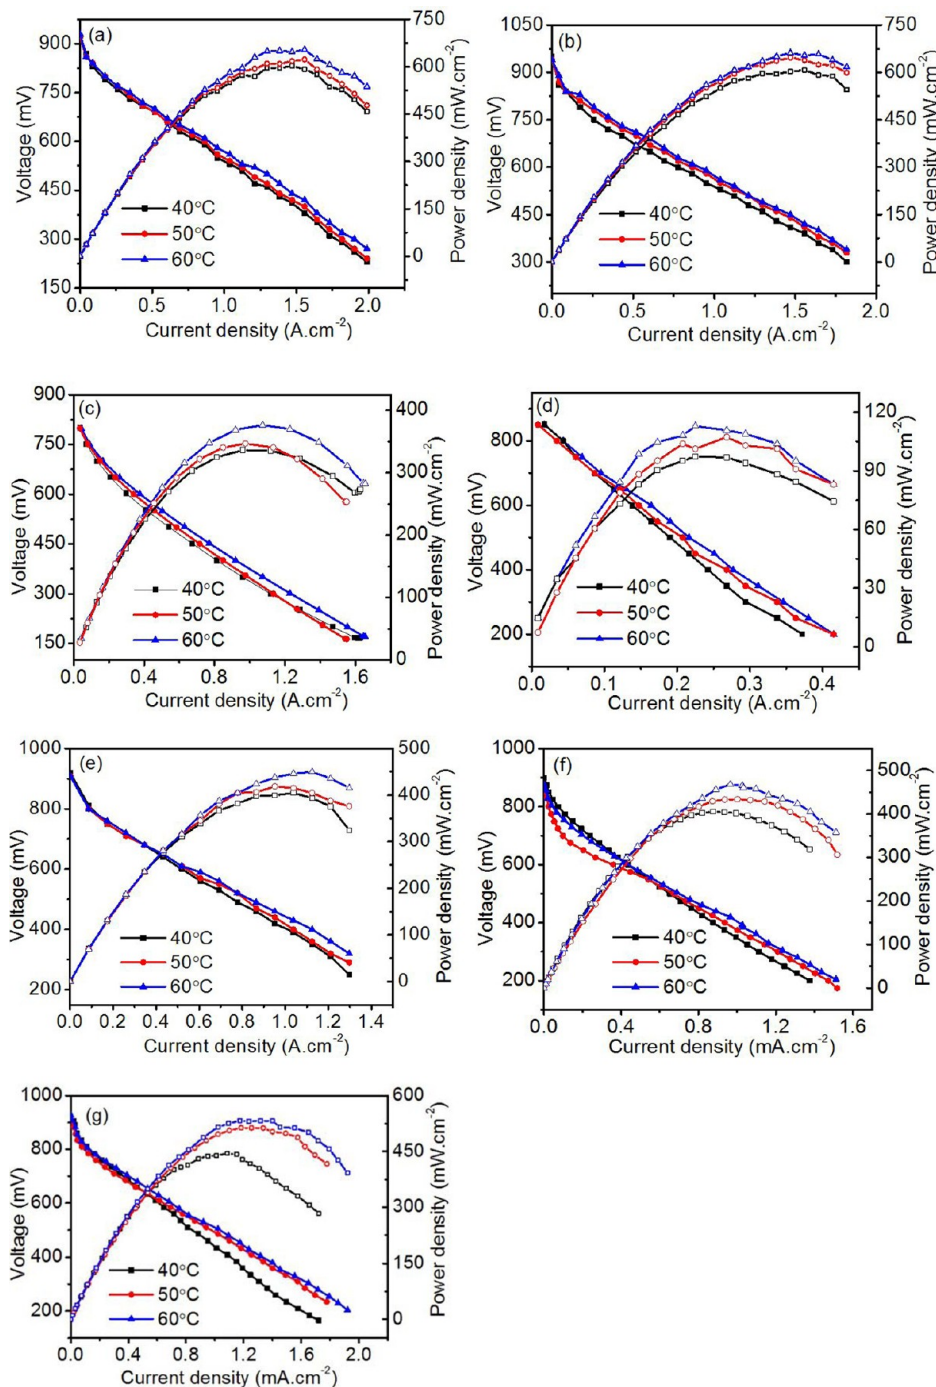 (a)
900
750
600
450
300
150
Voltage (mV)
40°C
50°C
60°C
0.0 0.5 1.0 1.5 2.0
Current density (A.cm-2)
750
600
450
300
150
0
Power density (mW.cm-2)
(b)
1050
900
750
600
450
300
Voltage (mV)
40°C
50°C
60°C
0.0 0.5 1.0 1.5 2.0
Current density (A.cm-2)
750
600
450
300
150
0
Power density (mW.cm-2)
(c)
900
750
600
450
300
150
Voltage (mV)
40°C
50°C
60°C
0.0 0.4 0.8 1.2 1.6
Current density (A.cm-2)
400
300
200
100
0
Power density (mW.cm-2)
(d)
800
600
400
200
Voltage (mV)
40°C
50°C
60°C
0.0 0.1 0.2 0.3 0.4
Current density (A.cm-2)
120
90
60
30
0
Power density (mW.cm-2)
(e)
1000
800
600
400
200
Voltage (mV)
40°C
50°C
60°C
0.0 0.2 0.4 0.6 0.8 1.0 1.2 1.4
Current density (A.cm-2)
500
400
300
200
100
0
Power density (mW.cm-2)
(f)
1000
800
600
400
200
Voltage (mV)
40°C
50°C
60°C
0.0 0.4 0.8 1.2 1.6
Current density (mA.cm-2)
500
400
300
200
100
0
Power density (mW.cm-2)
(g)
1000
800
600
400
200
Voltage (mV)
40°C
50°C
60°C
0.0 0.4 0.8 1.2 1.6 2.0
Current density (mA.cm-2)
600
450
300
150
0
Power density (mW.cm-2)